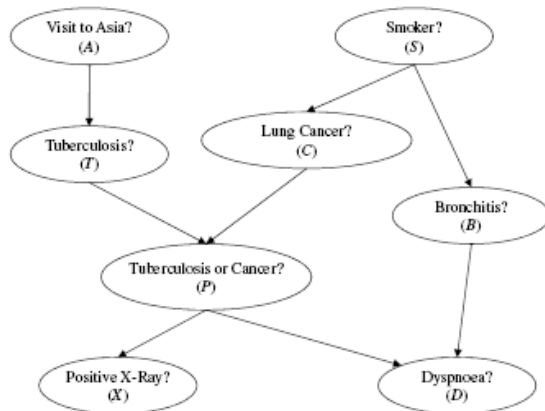 Visit to Asia?
(A)
Smoker?
(S)
Tuberculosis?
(T)
Lung Cancer?
(C)
Bronchitis?
(B)
Tuberculosis or Cancer?
(P)
Positive X-Ray?
(X)
Dyspnoea?
(D)